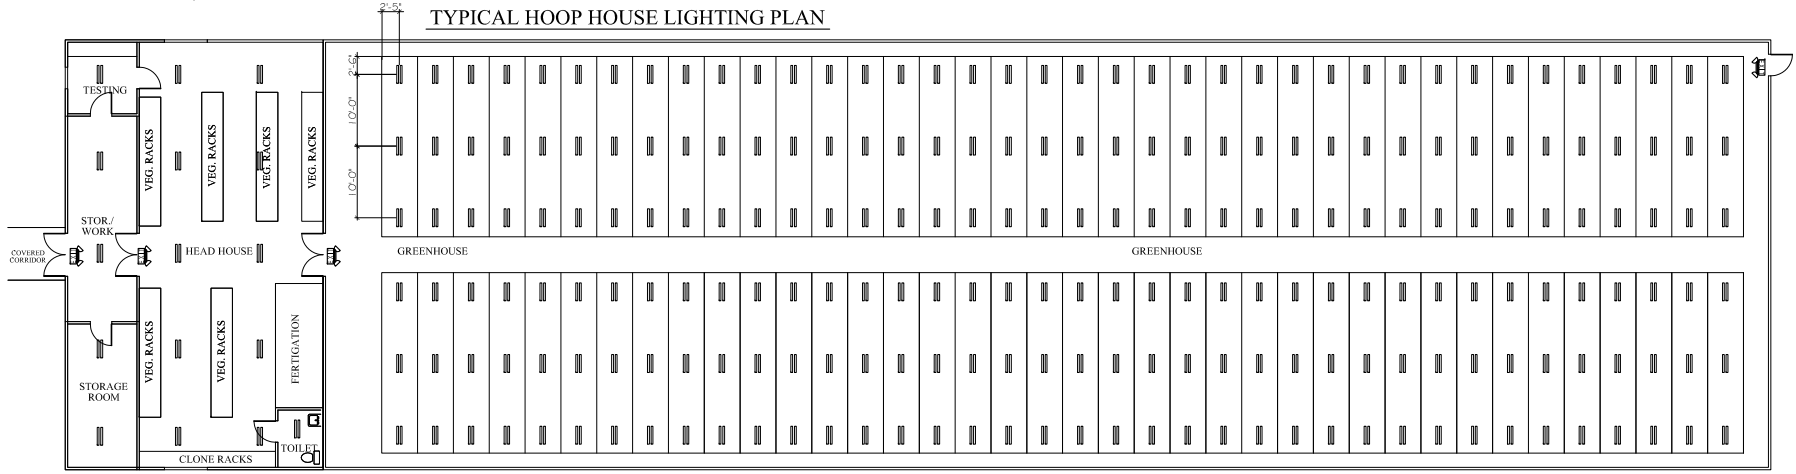 2'-5"
TYPICAL HOOP HOUSE LIGHTING PLAN
2'-6"
10'-0"
10'-0"
TESTING
VEG. RACKS
VEG. RACKS
VEG. RACKS
VEG. RACKS
STOR./
WORK
COVERED
CORRIDOR
HEAD HOUSE
GREENHOUSE
GREENHOUSE
VEG. RACKS
VEG. RACKS
FERTIGATION
STORAGE
ROOM
TOILET
CLONE RACKS